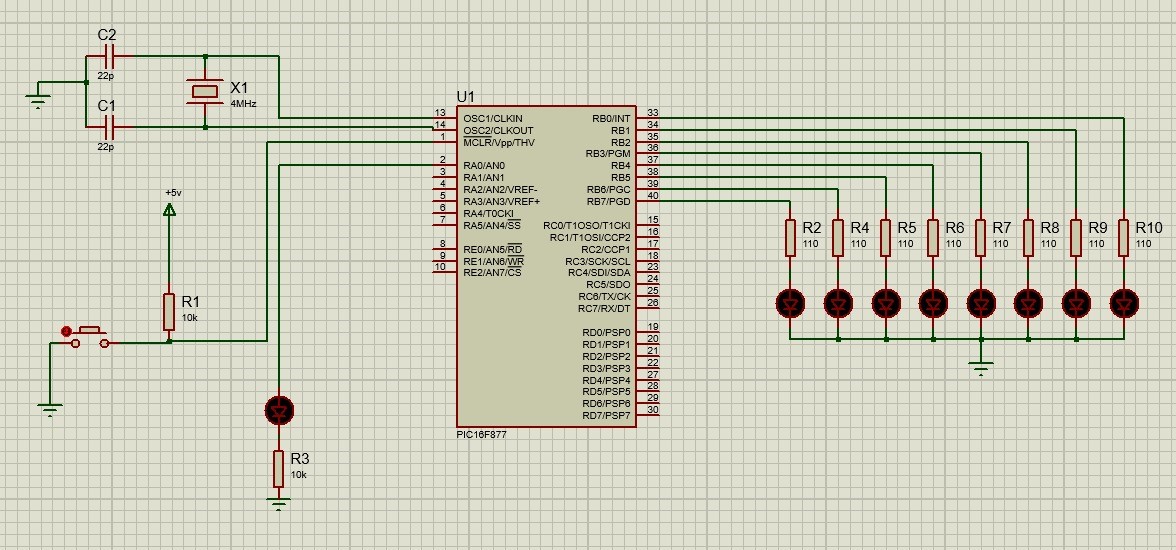 C2
22p
C1
22p
X1
4MHz
+5v
R1
10k
R3
10k
U1
13 OSC1/CLKIN
14 OSC2/CLKOUT
1 MCLR/Vpp/THV
2 RA0/AN0
3 RA1/AN1
4 RA2/AN2/VREF-
5 RA3/AN3/VREF+
6 RA4/T0CKI
7 RA5/AN4/SS
8 RE0/AN5/RD
9 RE1/AN6/WR
10 RE2/AN7/CS
RB0/INT 33
RB1 34
RB2 35
RB3/PGM 36
RB4 37
RB5 38
RB6/PGC 39
RB7/PGD 40
RC0/T1OSO/T1CKI 15
RC1/T1OSI/CCP2 16
RC2/CCP1 17
RC3/SCK/SCL 18
RC4/SDI/SDA 23
RC5/SDO 24
RC6/TX/CK 25
RC7/RX/DT 26
RD0/PSP0 19
RD1/PSP1 20
RD2/PSP2 21
RD3/PSP3 22
RD4/PSP4 27
RD5/PSP5 28
RD6/PSP6 29
RD7/PSP7 30
PIC16F877
R2
110
R4
110
R5
110
R6
110
R7
110
R8
110
R9
110
R10
110